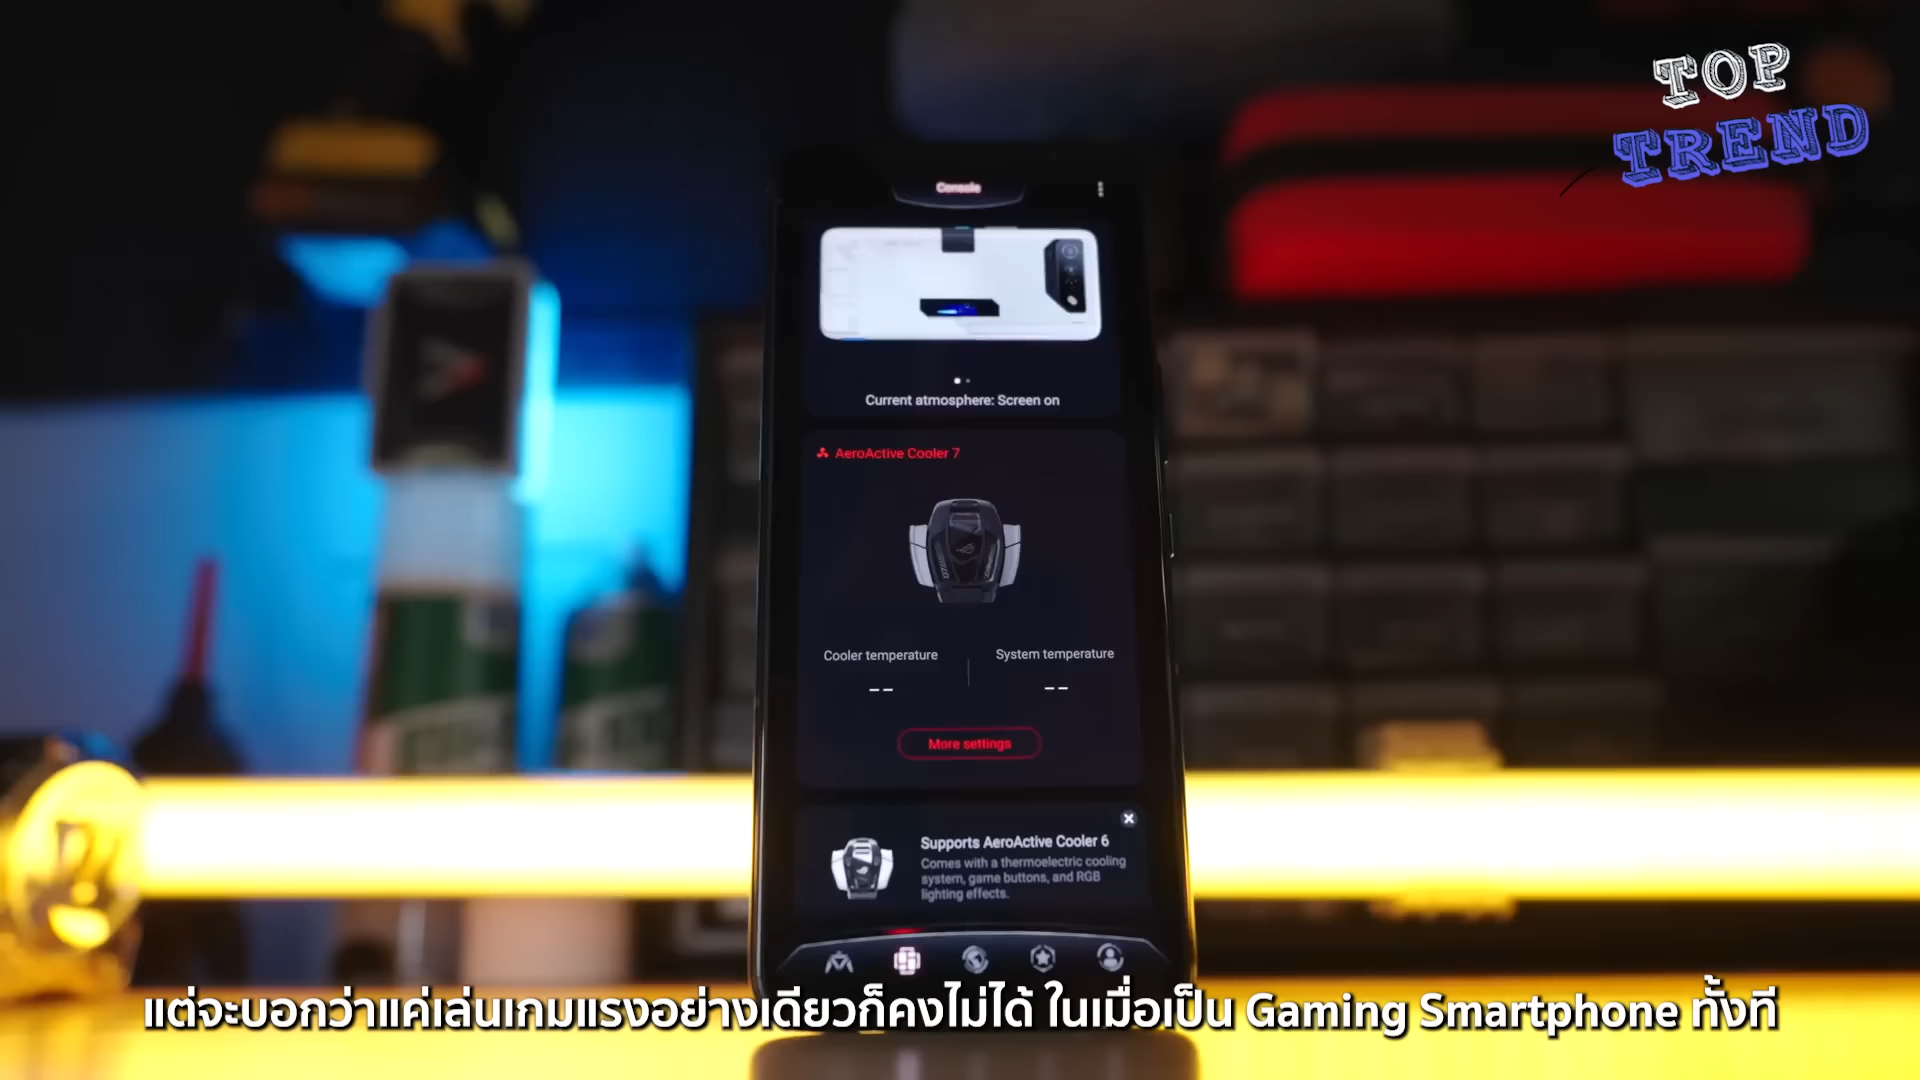 TOP
TREND
Console
Current atmosphere: Screen on
AeroActive Cooler 7
Cooler temperature
System temperature
--
--
More settings
Supports AeroActive Cooler 6
Comes with a thermoelectric cooling
system, game buttons, and RGB
lighting effects.
แต่จะบอกว่าแค่เล่นเกมแรงอย่างเดียวก็คงไม่ได้ ในเมื่อเป็น Gaming Smartphone ทั้งที